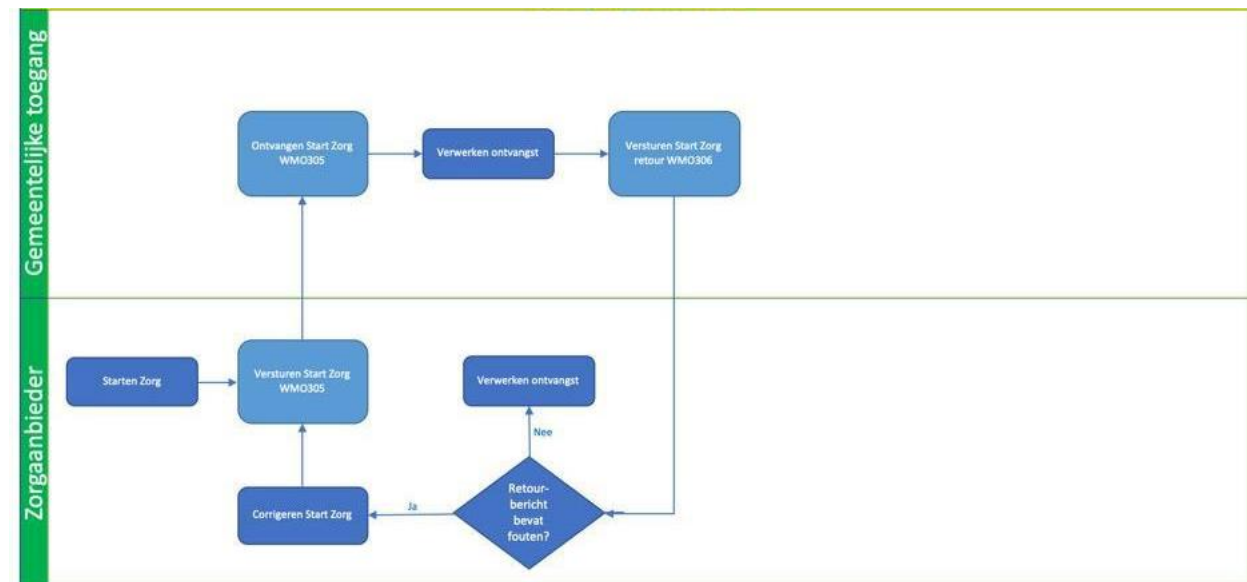 Gemeentelijke toegang
Ontvangen Start Zorg
WMO305
Verwerken ontvangst
Versturen Start Zorg
retour WMO306
Zorgaanbieder
Starten Zorg
Versturen Start Zorg
WMO305
Verwerken ontvangst
Nee
Corrigeren Start Zorg
Ja
Retour-
bericht
bevat
fouten?